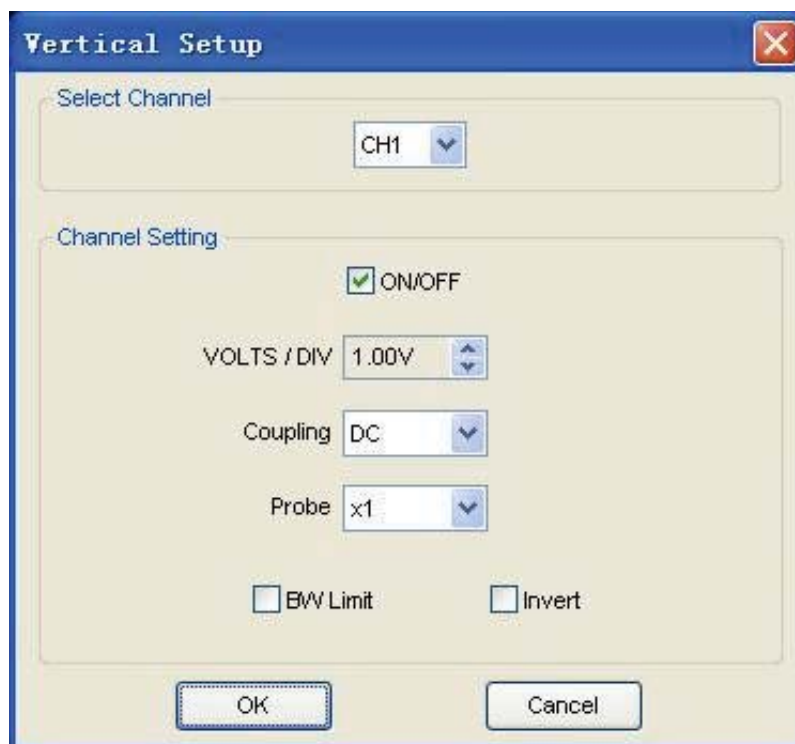 Vertical Setup
Select Channel
CH1
Channel Setting
ON/OFF
VOLTS / DIV 1.00V
Coupling DC
Probe x1
BW Limit Invert
OK Cancel